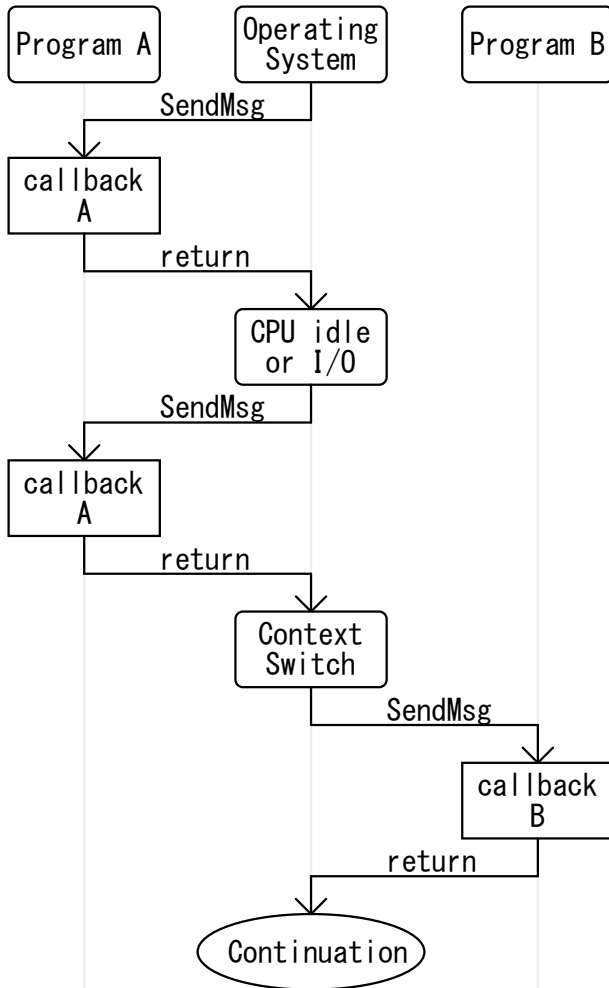 Program A
Operating
System
Program B
SendMsg
callback
A
return
CPU idle
or I/O
SendMsg
callback
A
return
Context
Switch
SendMsg
callback
B
return
Continuation